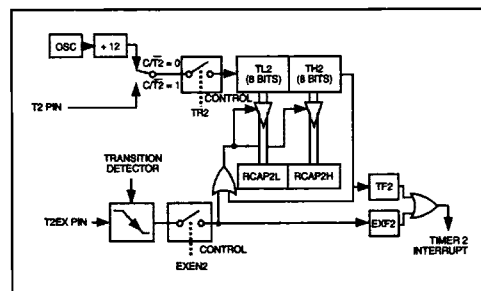 OSC
÷ 12
C/T2 = 0
C/T2 = 1
T2 PIN
CONTROL
TR2
TL2
(8 BITS)
TH2
(8 BITS)
RCAP2L
RCAP2H
TRANSITION
DETECTOR
T2EX PIN
CONTROL
EXEN2
TF2
EXF2
TIMER 2
INTERRUPT